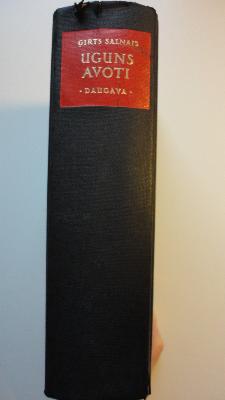 GIRTS SALNAIS
UGUNS
AVOTI
· DAUGAVA ·